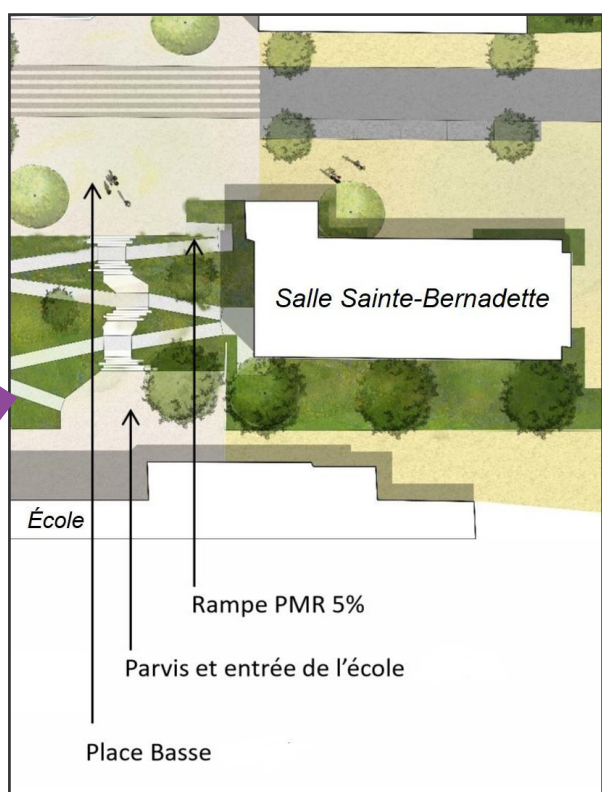 Salle Sainte-Bernadette
École
Rampe PMR 5%
Parvis et entrée de l’école
Place Basse